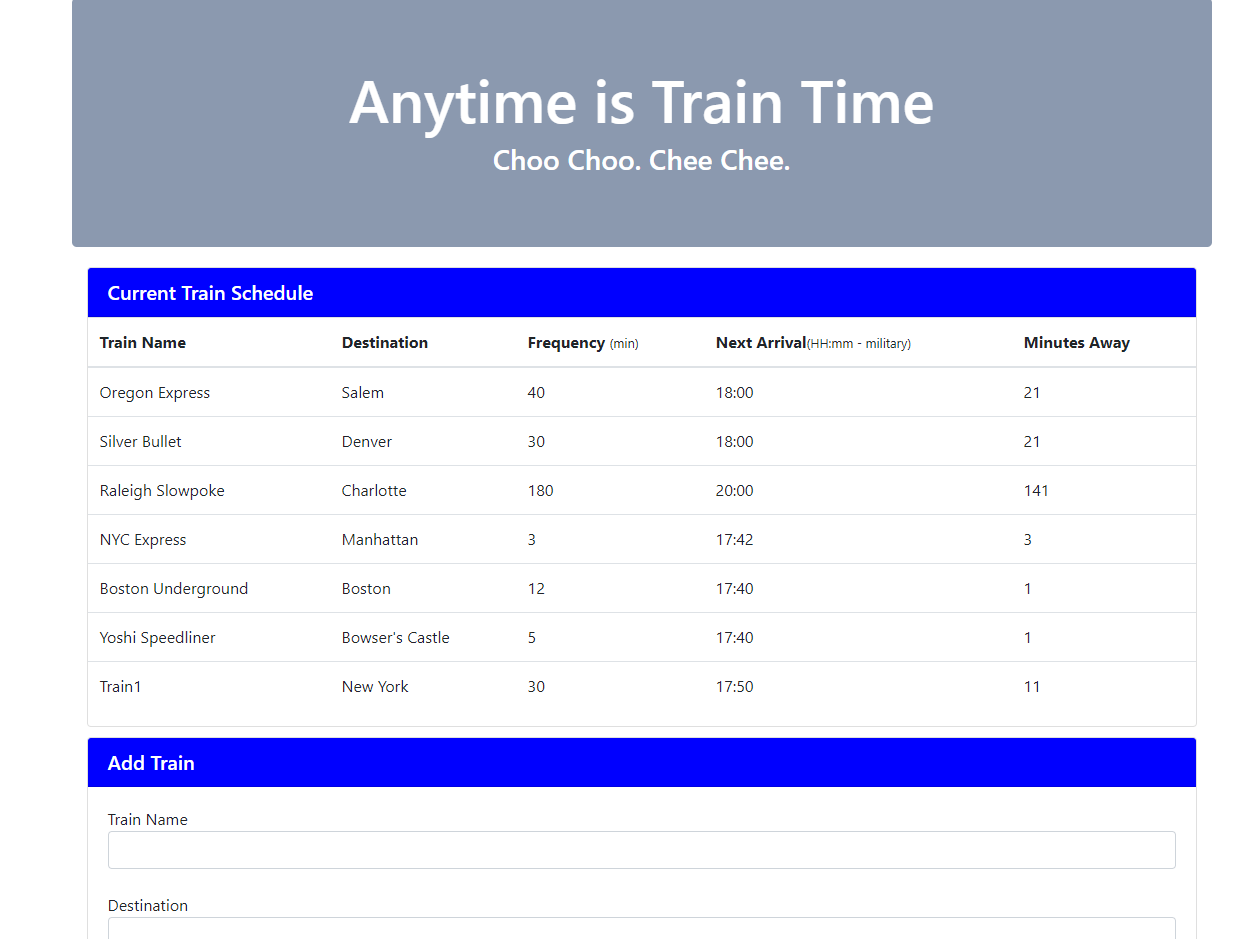 Anytime is Train Time
Choo Choo. Chee Chee.
Current Train Schedule
Train Name Destination Frequency (min) Next Arrival(HH:mm - military) Minutes Away
Oregon Express Salem 40 18:00 21
Silver Bullet Denver 30 18:00 21
Raleigh Slowpoke Charlotte 180 20:00 141
NYC Express Manhattan 3 17:42 3
Boston Underground Boston 12 17:40 1
Yoshi Speedliner Bowser's Castle 5 17:40 1
Train1 New York 30 17:50 11
Add Train
Train Name
Destination